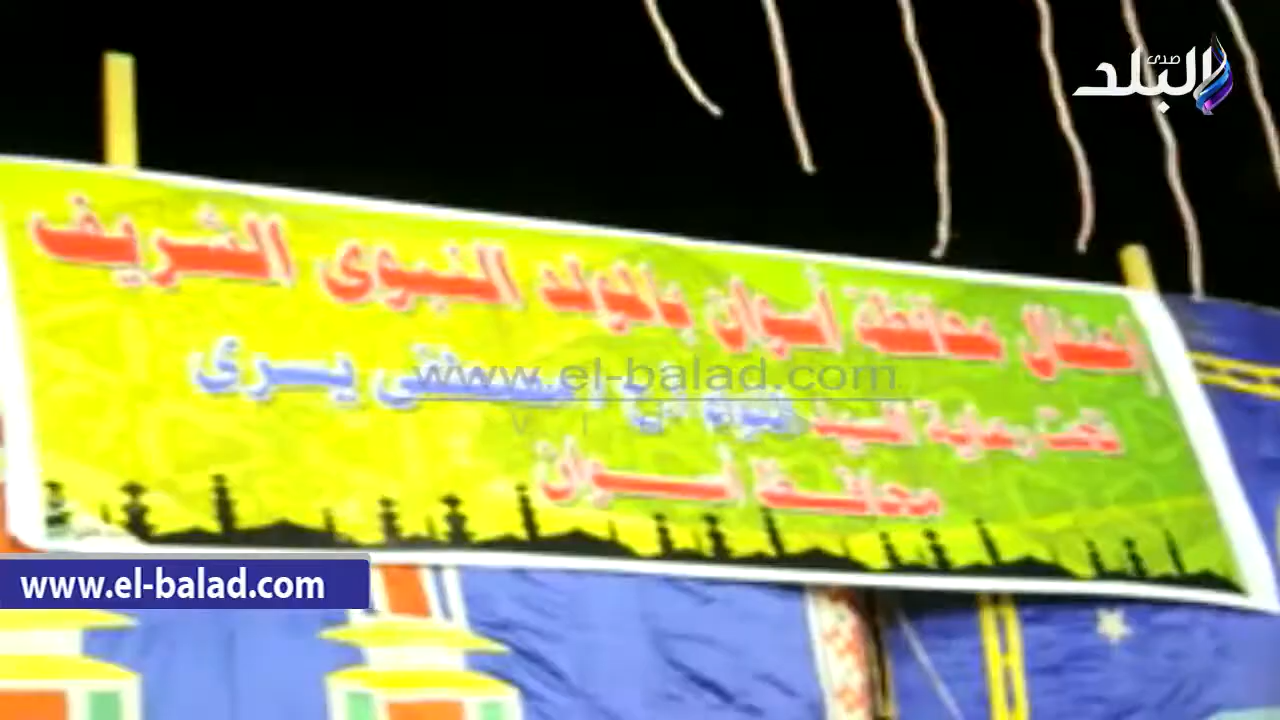 صدى
البلد
إحتفال محافظة أسوان بالمولد النبوى الشريف
تحت رعاية السيد يسرى
www.el-balad.com
محافظ أسوان
www.el-balad.com